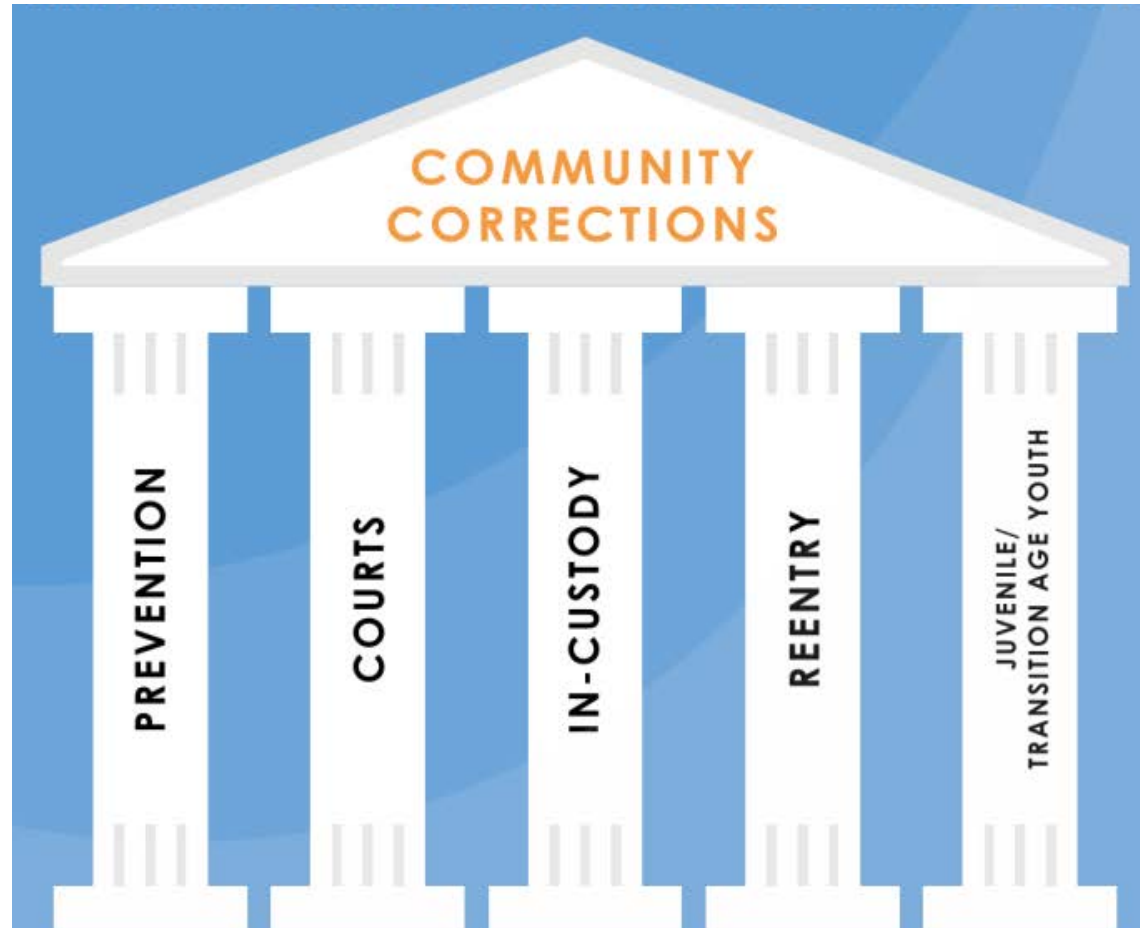 COMMUNITY
CORRECTIONS
PREVENTION
COURTS
IN-CUSTODY
REENTRY
JUVENILE/
TRANSITION AGE YOUTH